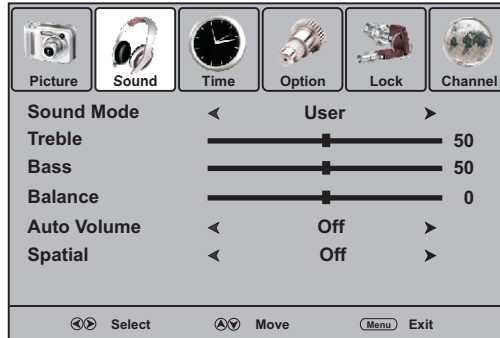 Picture Sound Time Option Lock Channel
Sound Mode User
Treble 50
Bass 50
Balance 0
Auto Volume Off
Spatial Off
Select Move Menu Exit